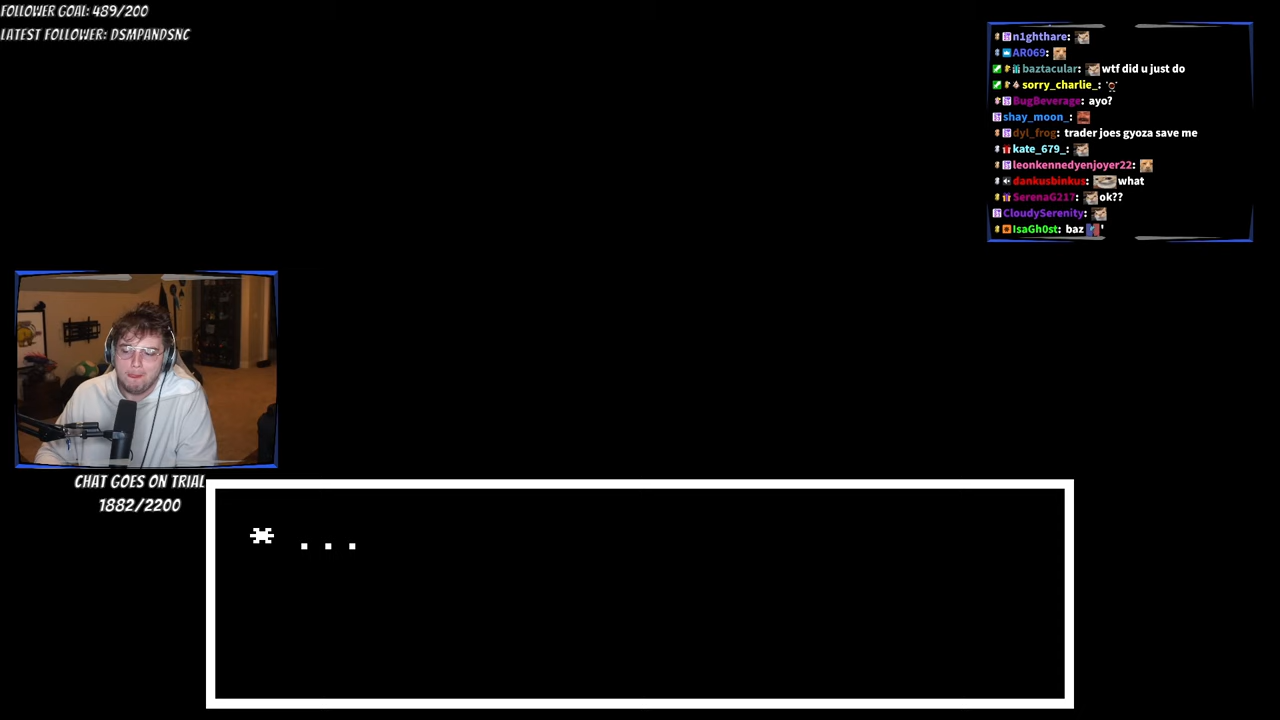 FOLLOWER GOAL: 489/200
LATEST FOLLOWER: DSMPANDSNC
n1ghthare:
AR069:
baztacular: wtf did u just do
sorry_charlie_:
BugBeverage: ayo?
shay_moon_:
dyl_frog: trader joes gyoza save me
kate_679_:
leonkennedyenjoyer22:
dankusbinkus: what
SerenaG217: ok??
CloudySerenity:
IsaGh0st: baz '
CHAT GOES ON TRIAL
1882/2200
* ...